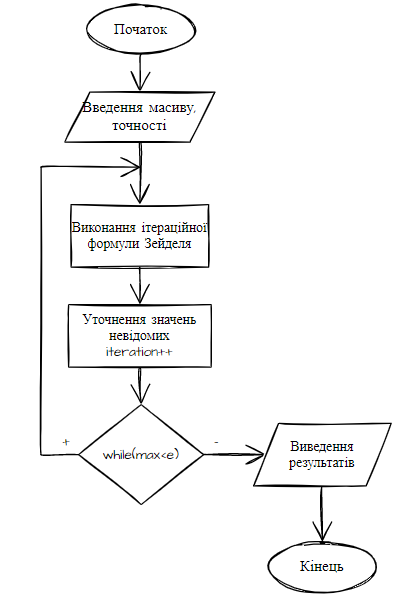 Початок
Введення масиву,
точності
Виконання ітераційної
формули Зейделя
Уточнення значень
невідомих
iteration++
+
while(max<e)
-
Виведення
результатів
Кінець